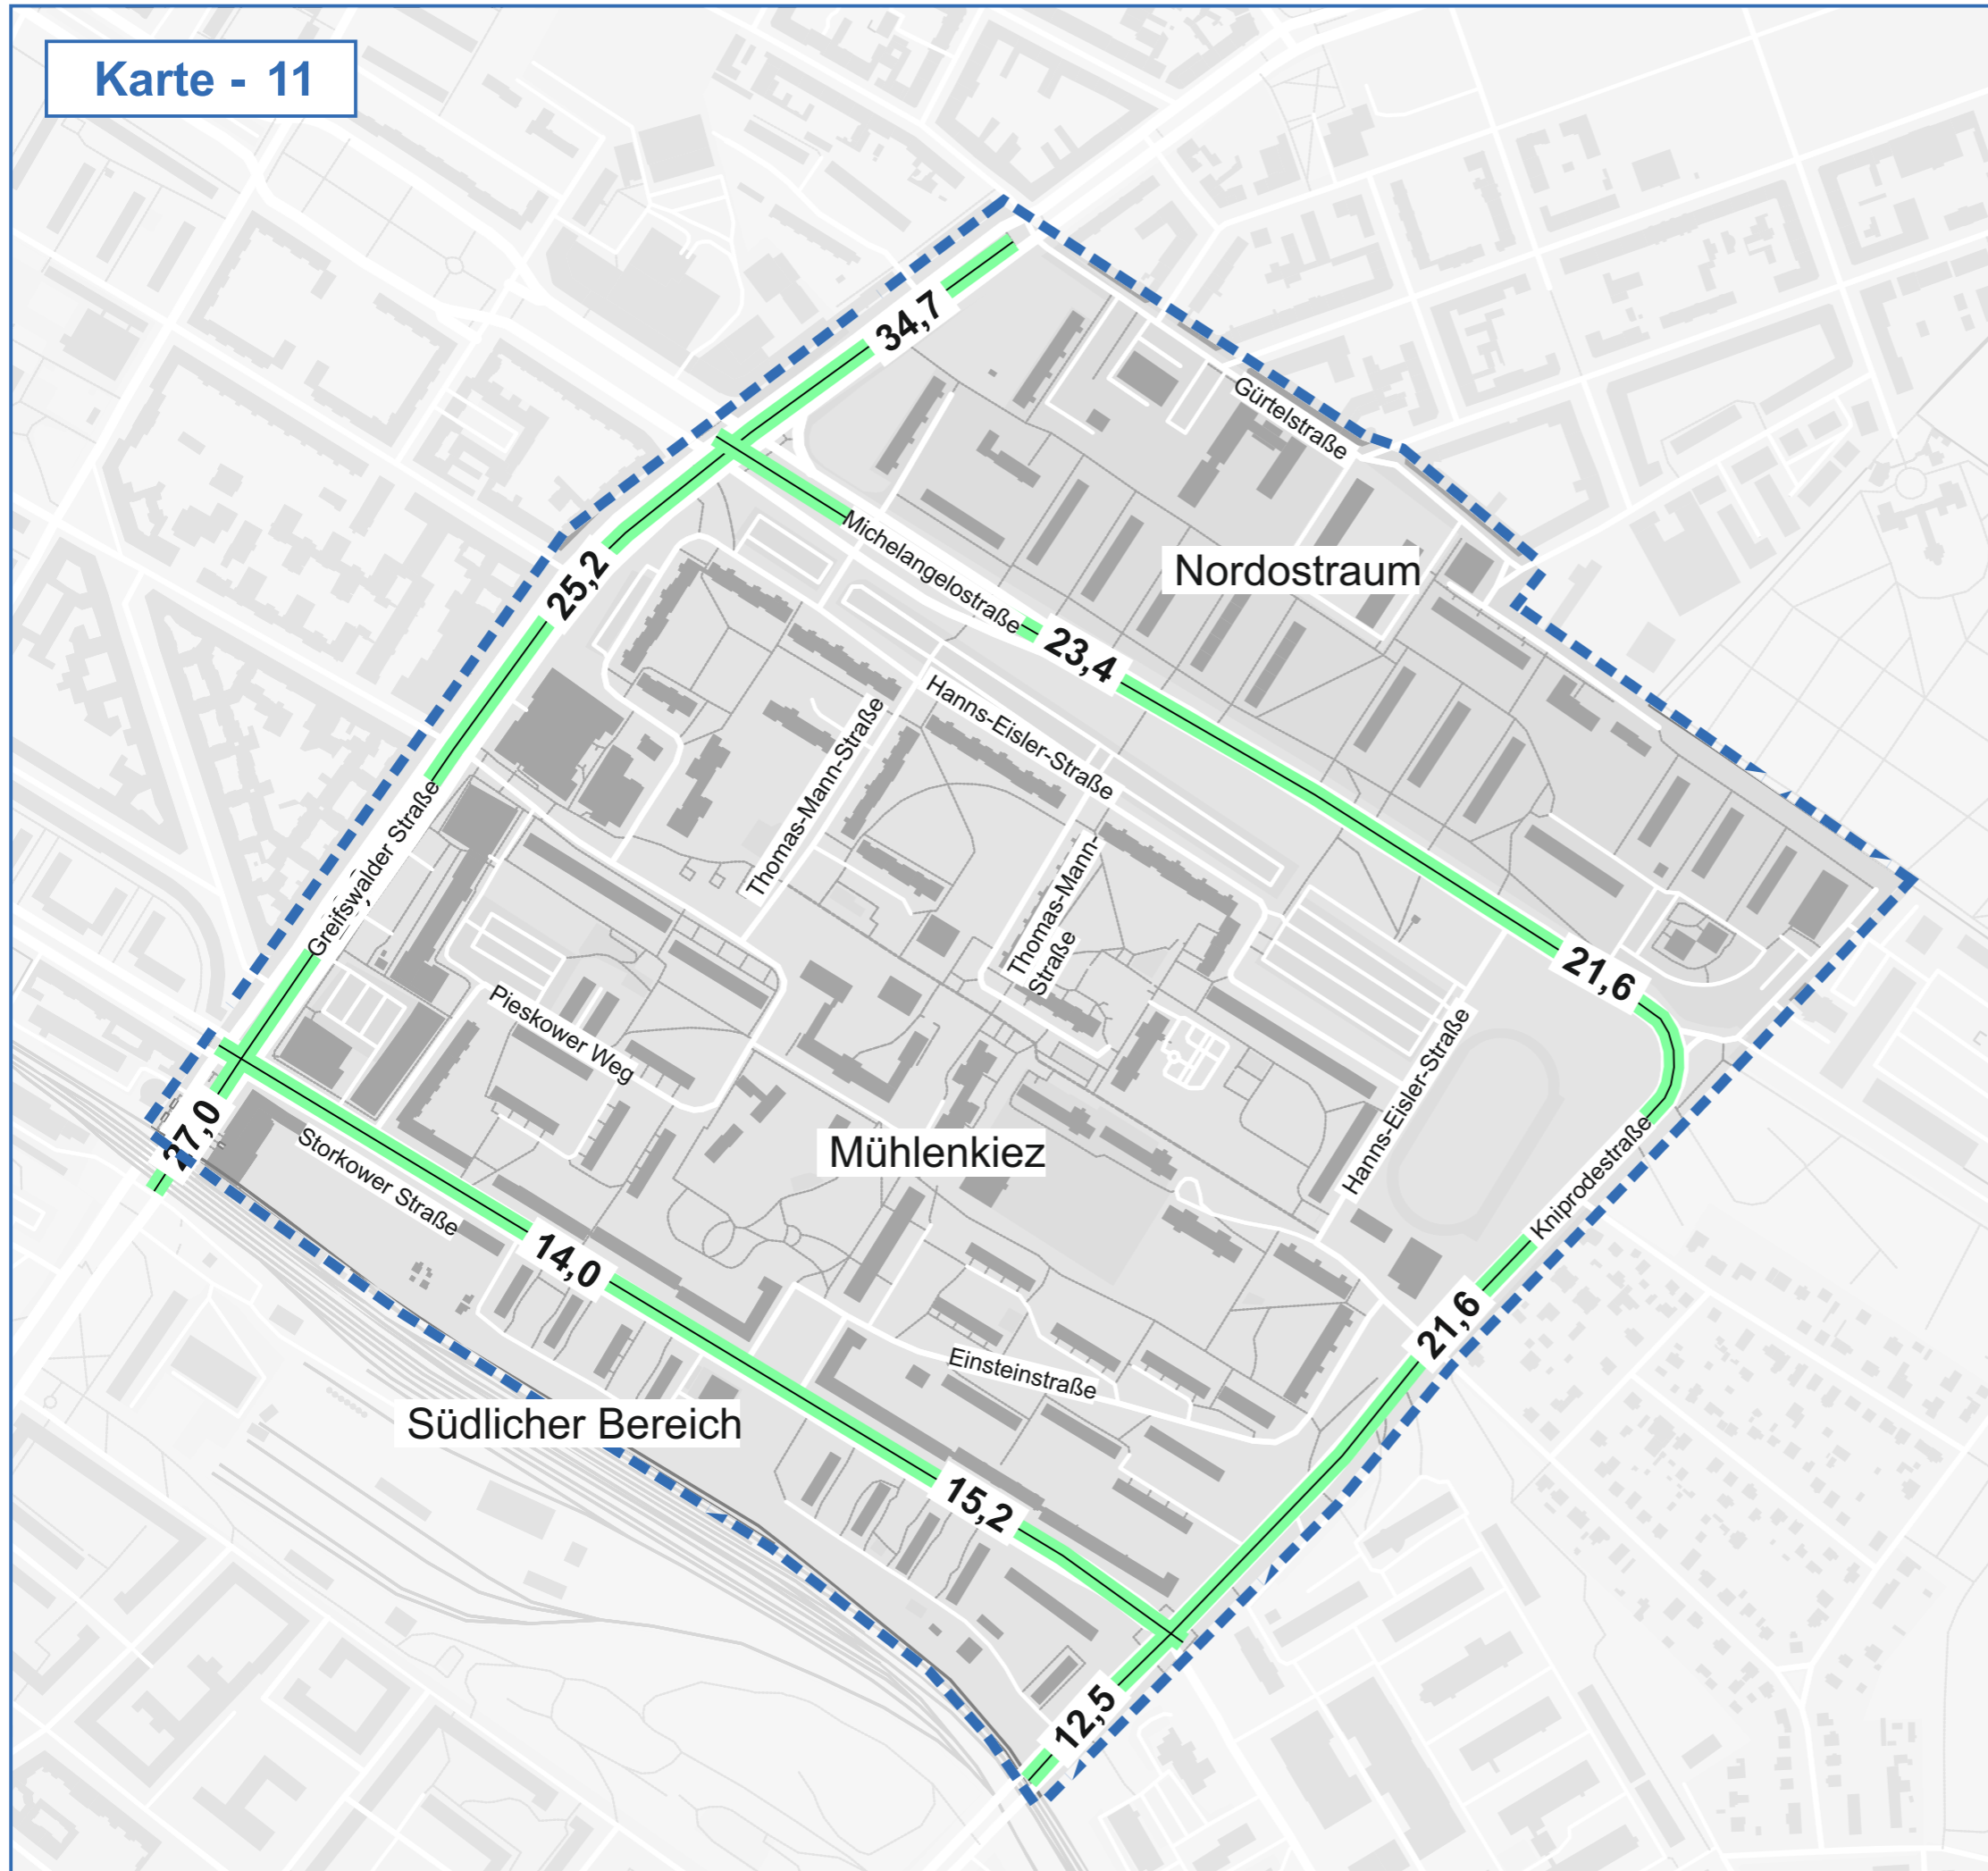 Karte - 11
34,7
Gürtelstraße
Michelangelostraße
25,2
Nordostraum
23,4
Hanns-Eisler-Straße
Thomas-Mann-Straße
Greifswalder Straße
Thomas-Mann-
Straße
21,6
Pieskower Weg
Hanns-Eisler-Straße
27,0
Storkower Straße
Mühlenkiez
Kniprodestraße
14,0
21,6
Einsteinstraße
Südlicher Bereich
15,2
12,5